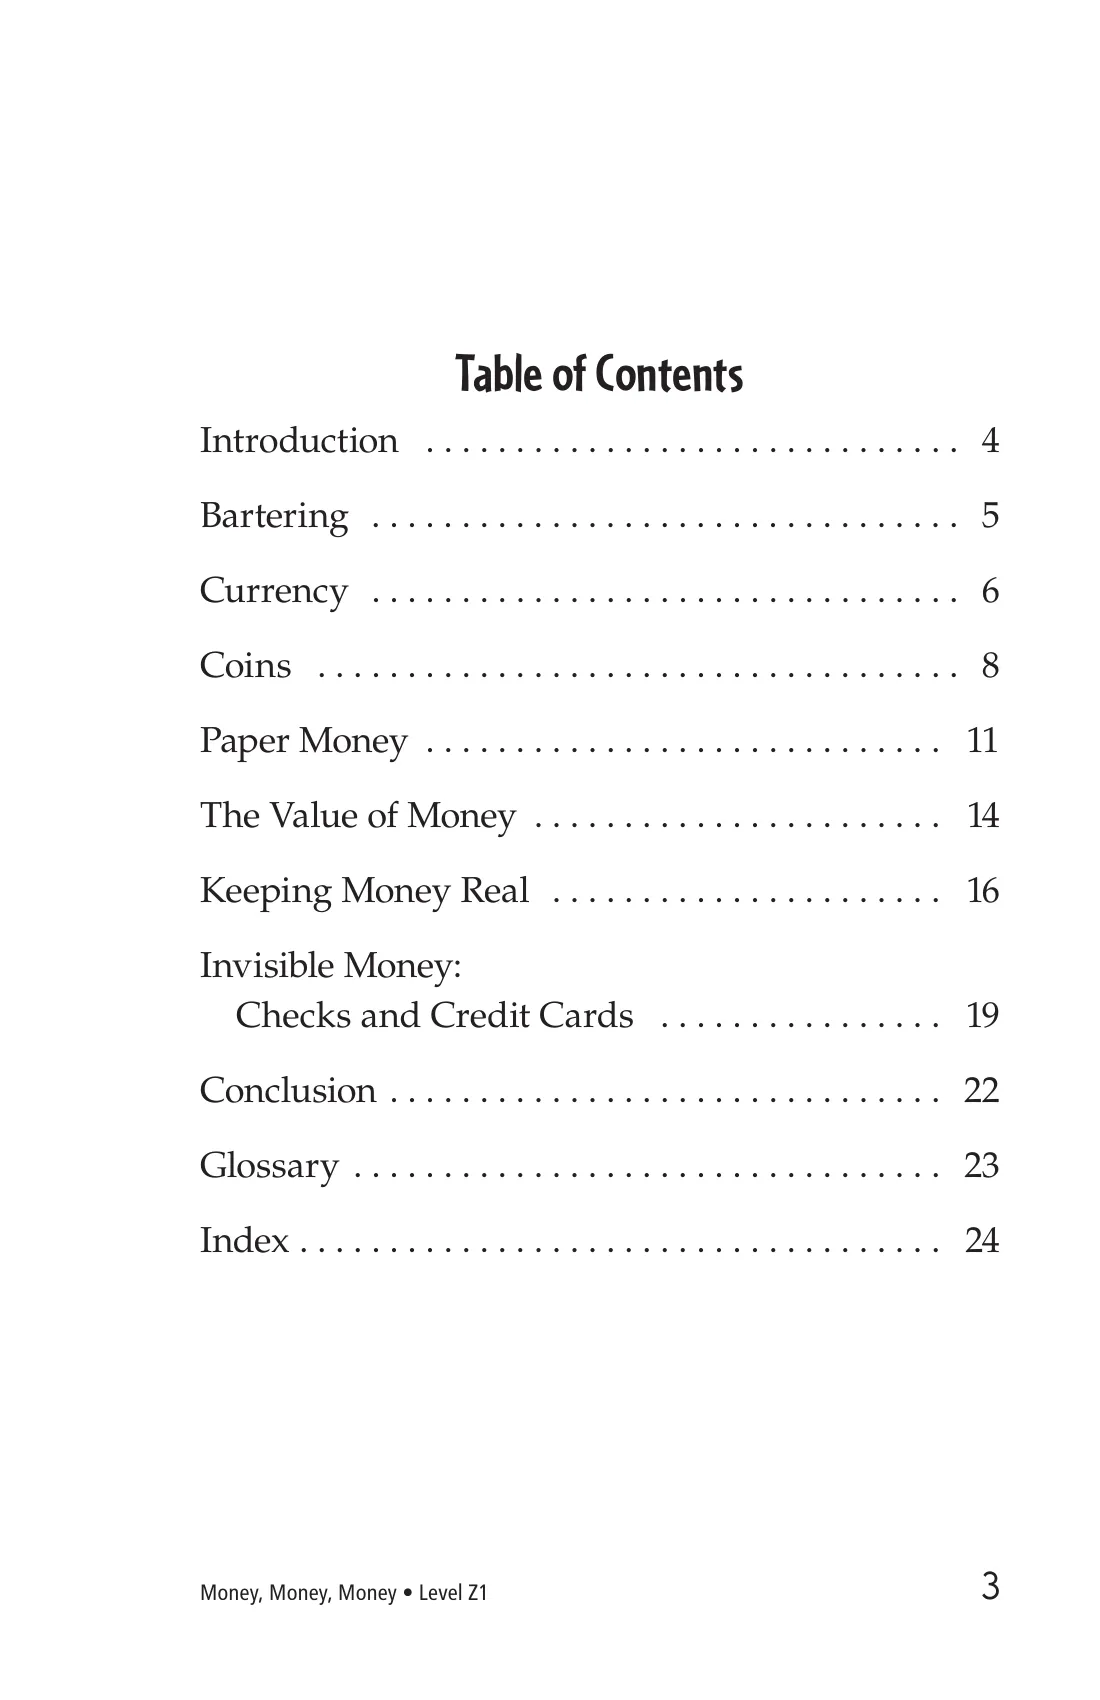 Table of Contents
Introduction . . . . . . . . . . . . . . . . . . . . . . . . . . . . . . 4
Bartering . . . . . . . . . . . . . . . . . . . . . . . . . . . . . . . . . 5
Currency . . . . . . . . . . . . . . . . . . . . . . . . . . . . . . . . . 6
Coins . . . . . . . . . . . . . . . . . . . . . . . . . . . . . . . . . . . . 8
Paper Money . . . . . . . . . . . . . . . . . . . . . . . . . . . . . 11
The Value of Money . . . . . . . . . . . . . . . . . . . . . . . 14
Keeping Money Real . . . . . . . . . . . . . . . . . . . . . . 16
Invisible Money:
Checks and Credit Cards . . . . . . . . . . . . . . . . 19
Conclusion . . . . . . . . . . . . . . . . . . . . . . . . . . . . . . . 22
Glossary . . . . . . . . . . . . . . . . . . . . . . . . . . . . . . . . . 23
Index . . . . . . . . . . . . . . . . . . . . . . . . . . . . . . . . . . . . 24
Money, Money, Money • Level Z1 3